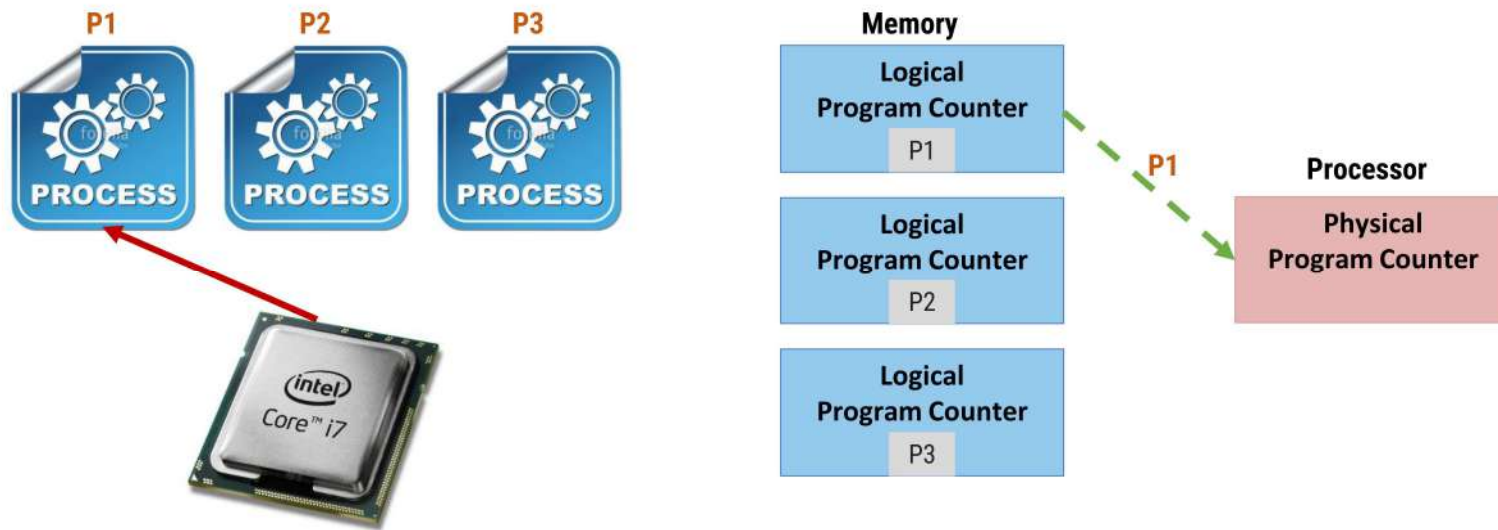 P1
P2
P3
PROCESS
PROCESS
PROCESS
intel
Core™ i7
Memory
Logical
Program Counter
P1
Logical
Program Counter
P2
Logical
Program Counter
P3
P1
Processor
Physical
Program Counter